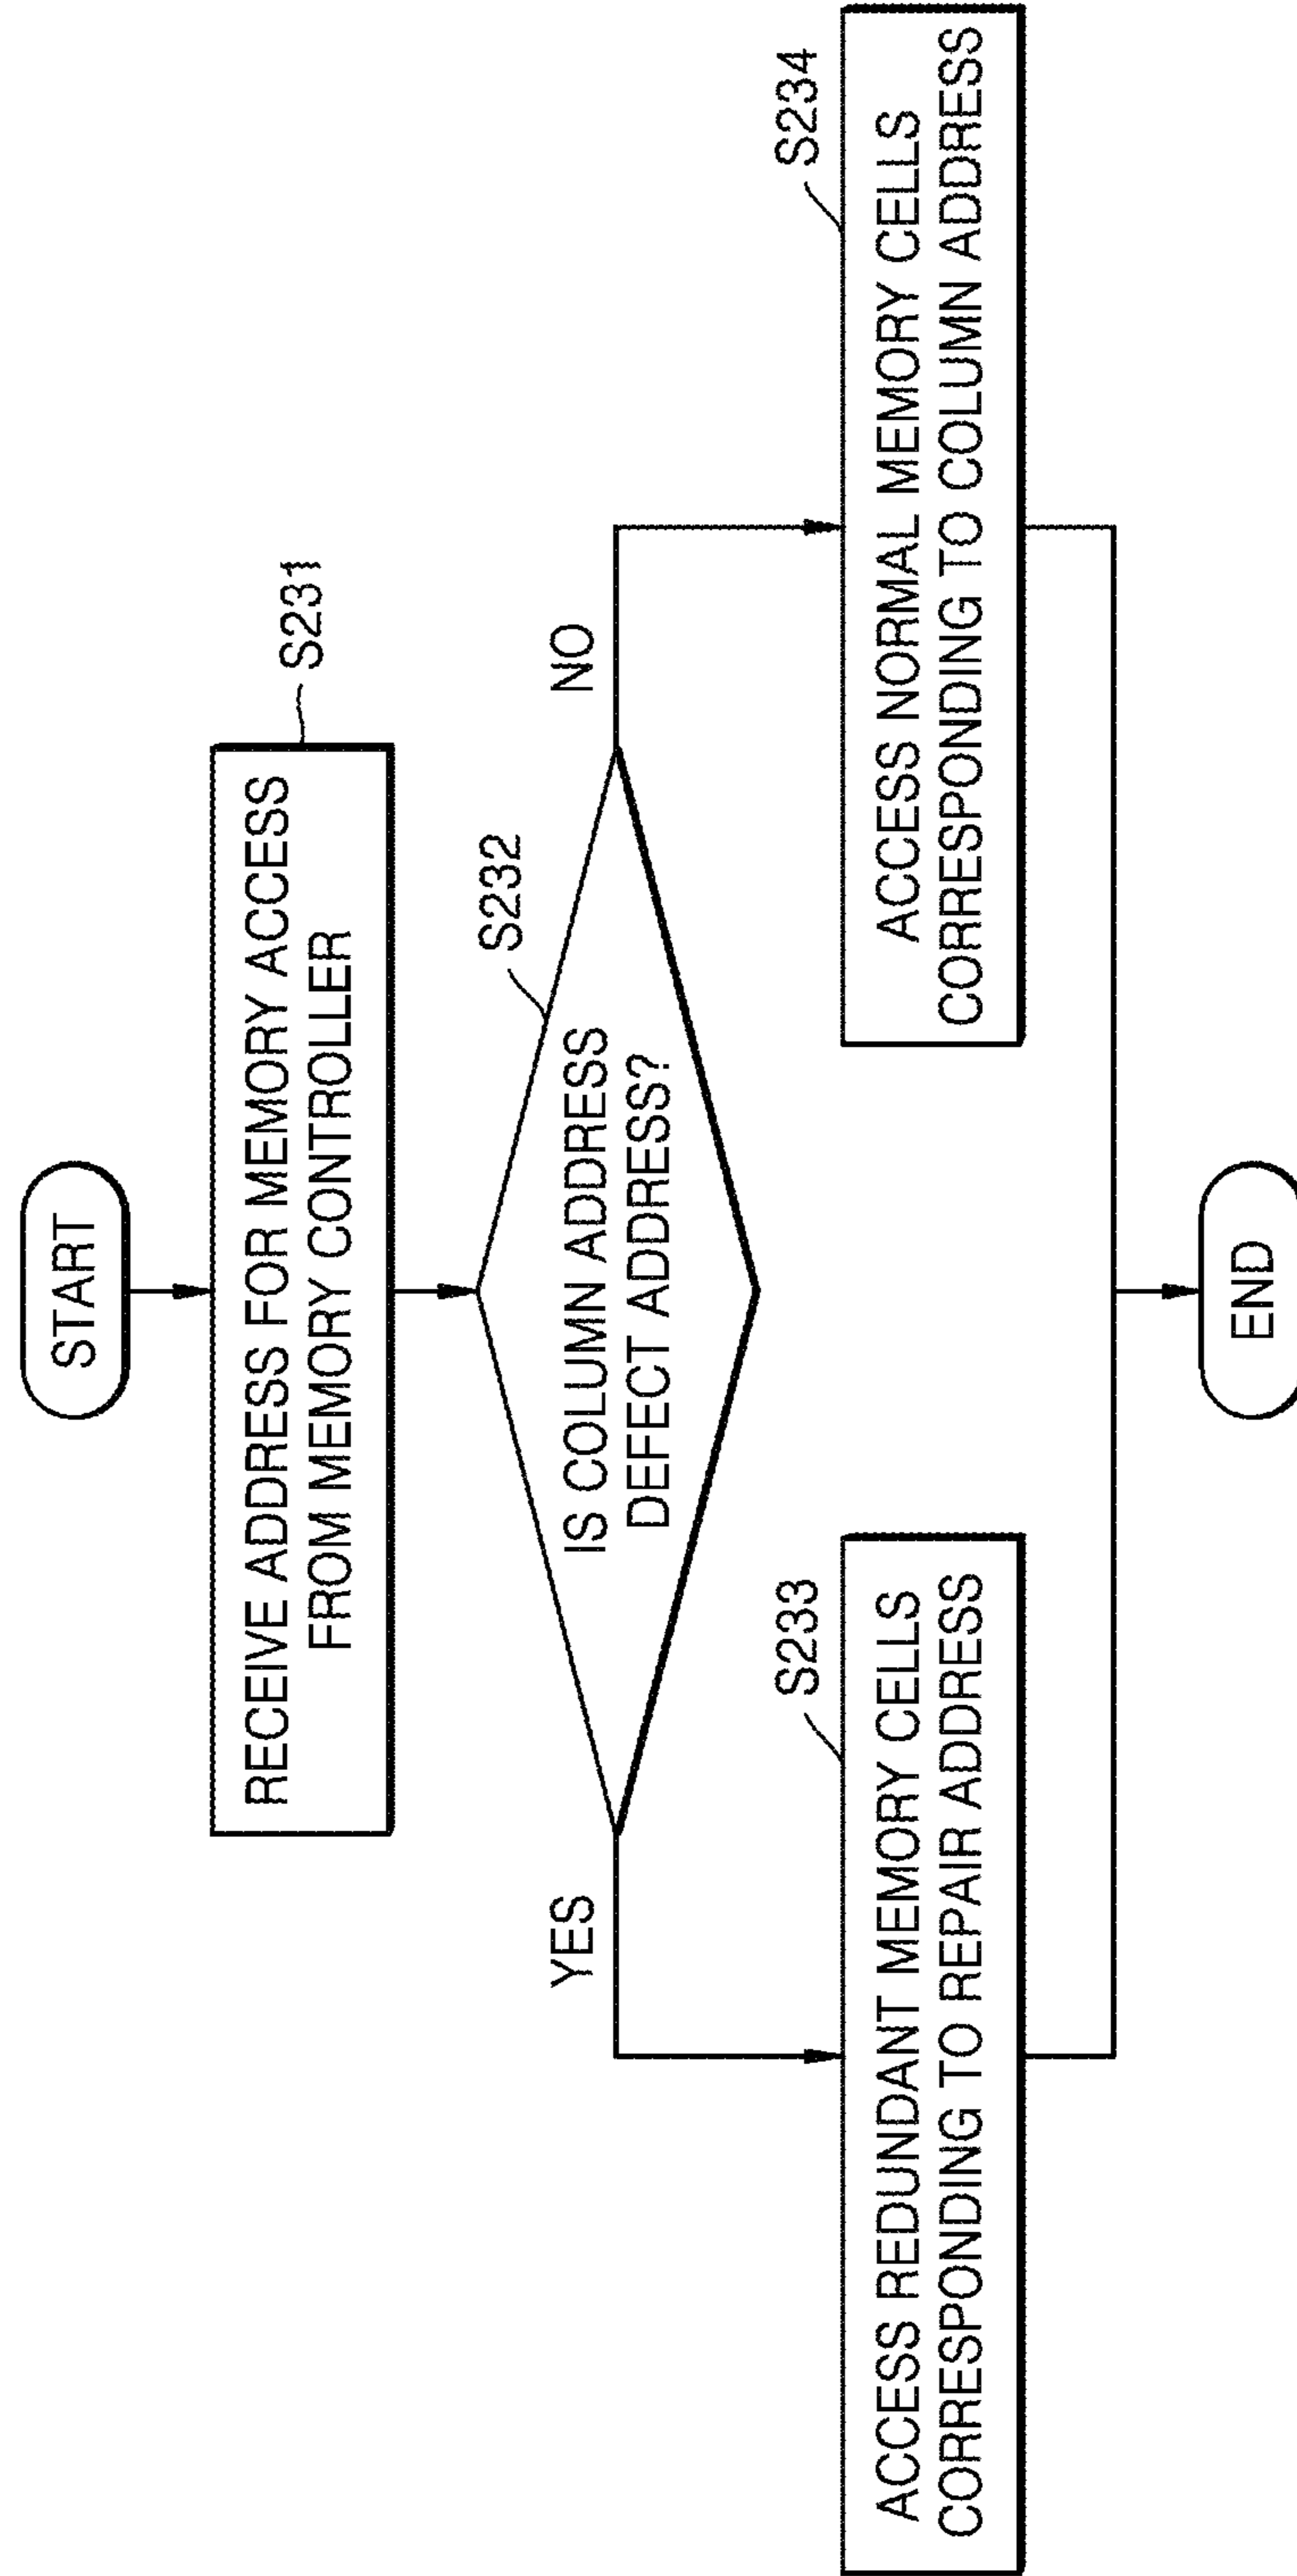 START
RECEIVE ADDRESS FOR MEMORY ACCESS
FROM MEMORY CONTROLLER
S231
S232
IS COLUMN ADDRESS
DEFECT ADDRESS?
YES
NO
S233
ACCESS REDUNDANT MEMORY CELLS
CORRESPONDING TO REPAIR ADDRESS
S234
ACCESS NORMAL MEMORY CELLS
CORRESPONDING TO COLUMN ADDRESS
END